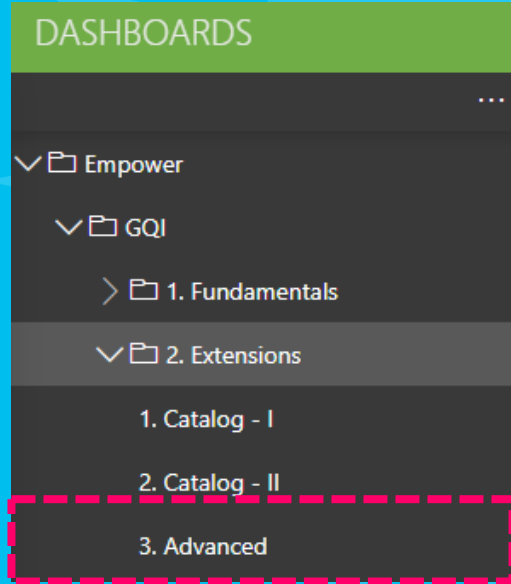 DASHBOARDS
...
Empower
GQI
1. Fundamentals
2. Extensions
1. Catalog - I
2. Catalog - II
3. Advanced